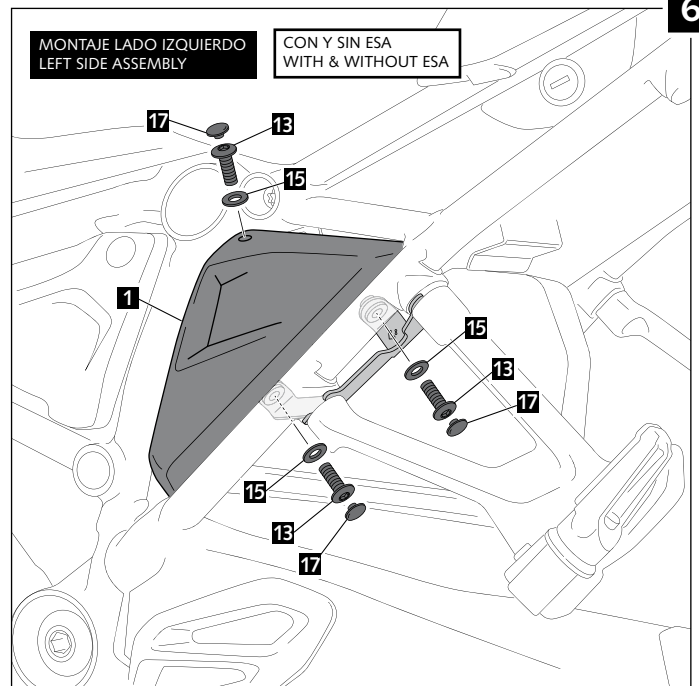 6
MONTAJE LADO IZQUIERDO
LEFT SIDE ASSEMBLY
CON Y SIN ESA
WITH & WITHOUT ESA
17
13
15
1
15
13
17
15
13
17